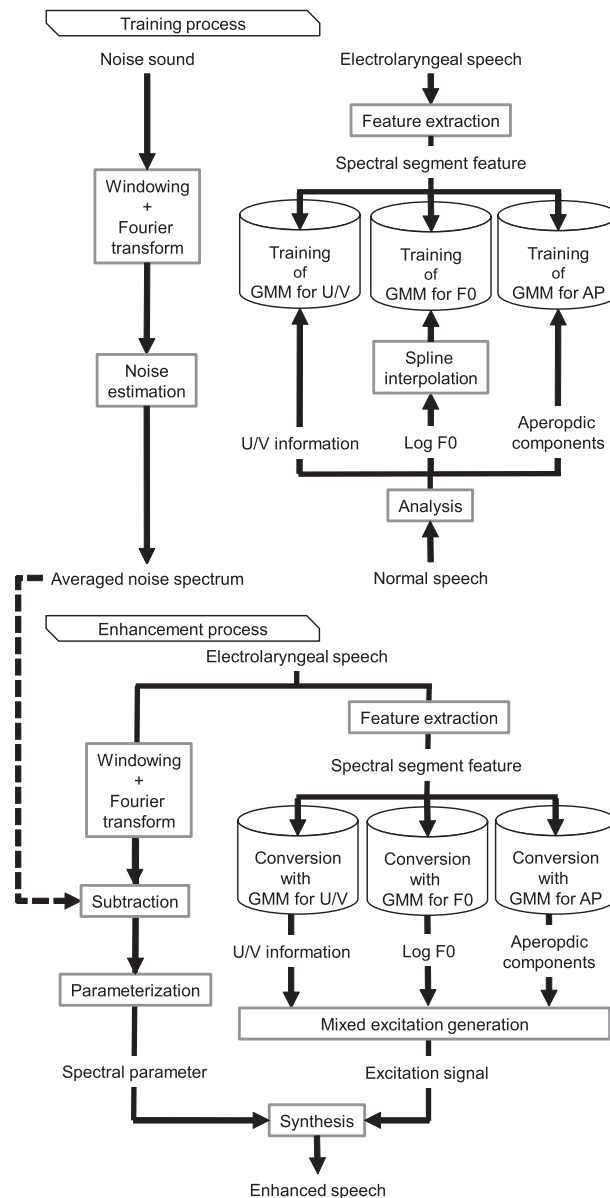 Training process
Noise sound
Electrolaryngeal speech
Feature extraction
Spectral segment feature
Windowing
+
Fourier
transform
Training
of
GMM for U/V
Training
of
GMM for F0
Training
of
GMM for AP
Noise
estimation
Spline
interpolation
U/V information
Log F0
Aperopdic
components
Analysis
Averaged noise spectrum
Normal speech
Enhancement process
Electrolaryngeal speech
Feature extraction
Spectral segment feature
Windowing
+
Fourier
transform
Conversion
with
GMM for U/V
Conversion
with
GMM for F0
Conversion
with
GMM for AP
Subtraction
U/V information
Log F0
Aperopdic
components
Parameterization
Mixed excitation generation
Spectral parameter
Excitation signal
Synthesis
Enhanced speech